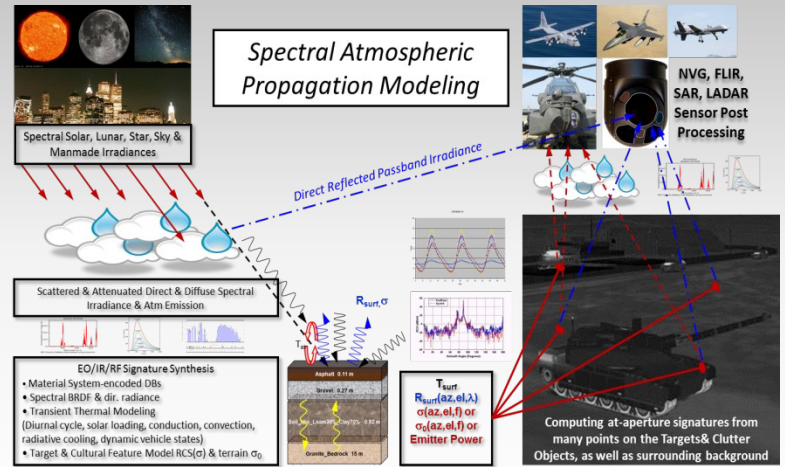 Spectral Atmospheric
Propagation Modeling
NVG, FLIR,
SAR, LADAR
Sensor Post
Processing
Spectral Solar, Lunar, Star, Sky &
Manmade Irradiances
Direct Reflected Passband Irradiance
Scattered & Attenuated Direct & Diffuse Spectral
Irradiance & Atm Emission
R surf, σ
EO/IR/RF Signature Synthesis
• Material System-encoded DBs
• Spectral BRDF & dir. radiance
• Transient Thermal Modeling
(Diurnal cycle, solar loading, conduction, convection,
radiative cooling, dynamic vehicle states)
• Target & Cultural Feature Model RCS(σ) & terrain σ0
Asphalt 0.11 m
Gravel 0.27 m
Granite_Bedrock 15 m
Tsurf
Rsurf(az,el,λ)
σ(az,el,f) or
σ0(az,el,f) or
Emitter Power
Computing at-aperture signatures from
many points on the Targets& Clutter
Objects, as well as surrounding background